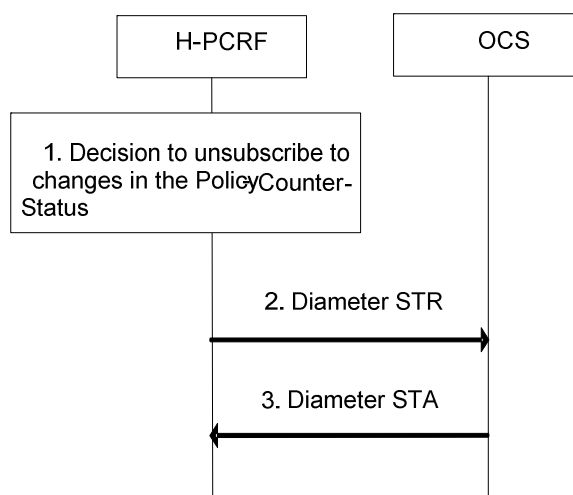 H-PCRF
OCS
1. Decision to unsubscribe to
changes in the Policy-Counter-
Status
2. Diameter STR
3. Diameter STA